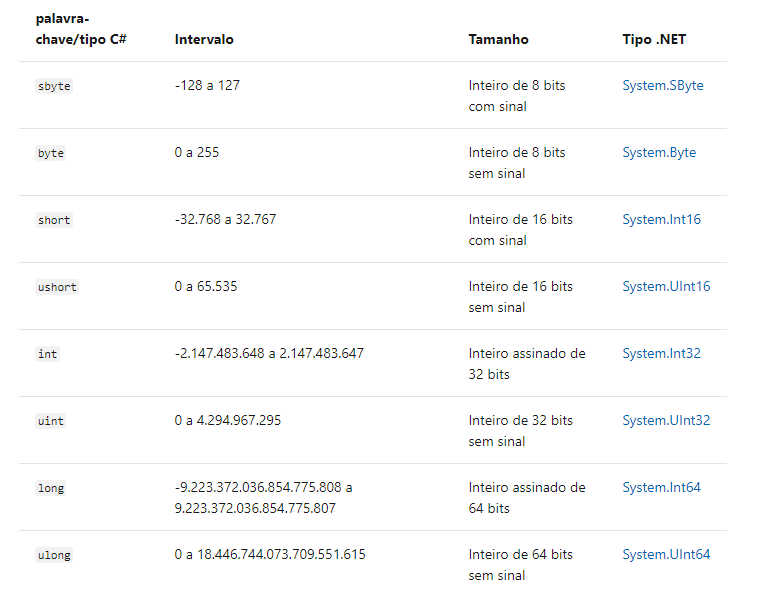 palavra-
chave/tipo C# Intervalo Tamanho Tipo .NET
sbyte -128 a 127 Inteiro de 8 bits System.SByte
com sinal
byte 0 a 255 Inteiro de 8 bits System.Byte
sem sinal
short -32.768 a 32.767 Inteiro de 16 bits System.Int16
com sinal
ushort 0 a 65.535 Inteiro de 16 bits System.UInt16
sem sinal
int -2.147.483.648 a 2.147.483.647 Inteiro assinado de System.Int32
32 bits
uint 0 a 4.294.967.295 Inteiro de 32 bits System.UInt32
sem sinal
long -9.223.372.036.854.775.808 a Inteiro assinado de System.Int64
9.223.372.036.854.775.807 64 bits
ulong 0 a 18.446.744.073.709.551.615 Inteiro de 64 bits System.UInt64
sem sinal